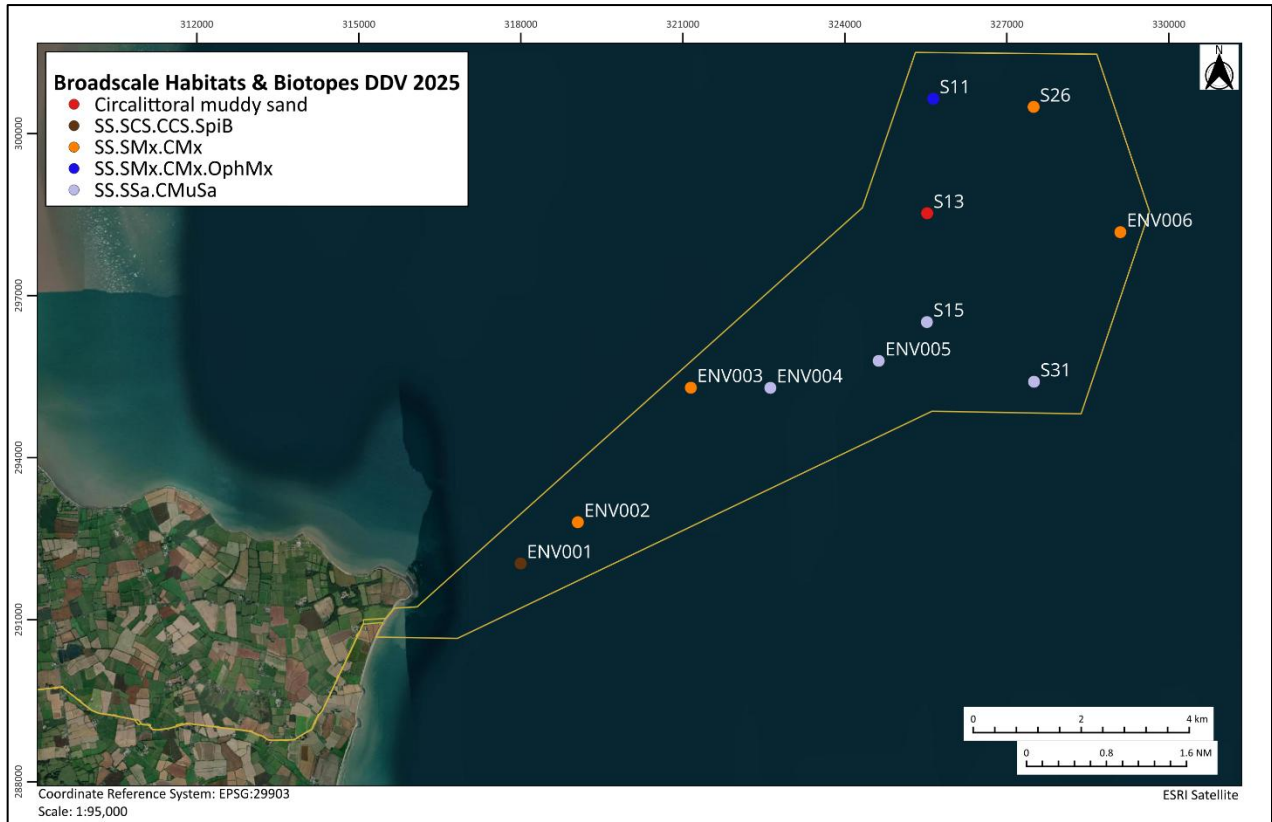 312000
315000
318000
321000
324000
327000
330000
N
Broadscale Habitats & Biotopes DDV 2025
Circalittoral muddy sand
SS.SCS.CCS.SpiB
SS.SMx.CMx
SS.SMx.CMx.OphMx
SS.SSa.CMuSa
300000
297000
294000
291000
288000
S11
S26
S13
ENV006
S15
ENV005
S31
ENV003
ENV004
ENV002
ENV001
0 2 4 km
0 0.8 1.6 NM
Coordinate Reference System: EPSG:29903
Scale: 1:95,000
ESRI Satellite